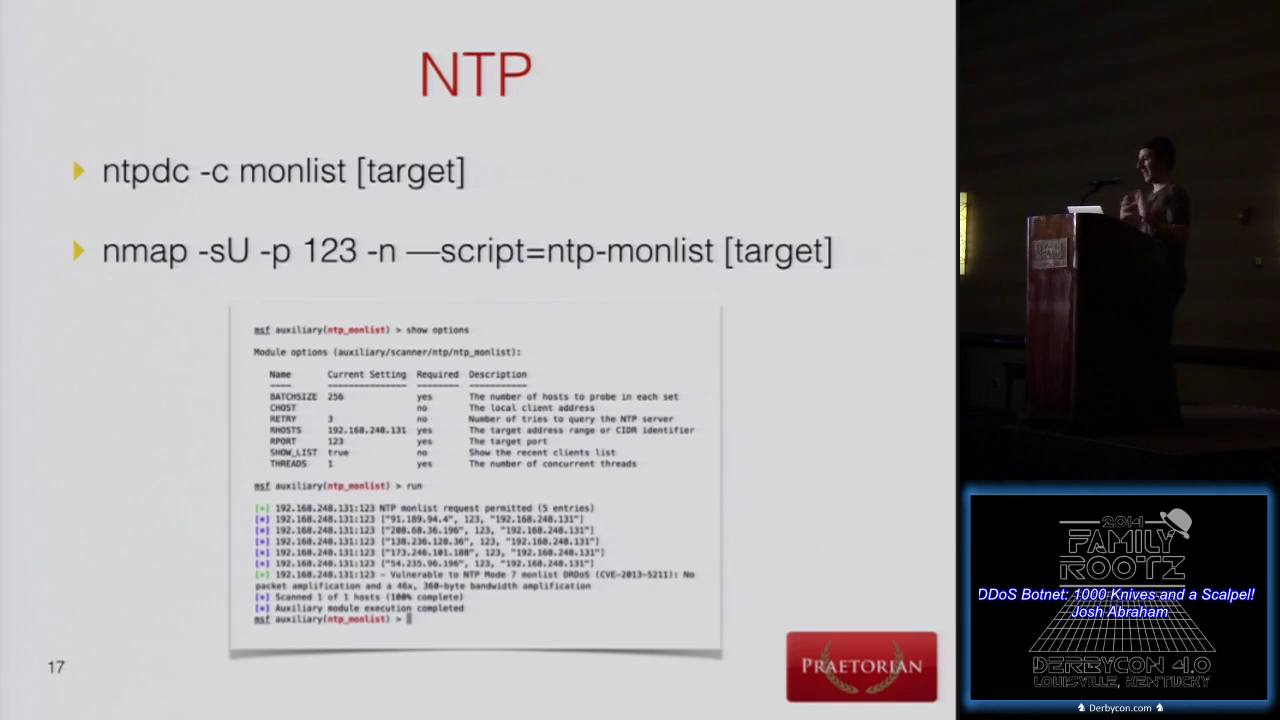 NTP
ntpdc -c monlist [target]
nmap -sU -p 123 -n —script=ntp-monlist [target]
msf auxiliary(ntp_monlist) > show options
Module options (auxiliary/scanner/ntp/ntp_monlist):
Name Current Setting Required Description
---- --------------- -------- -----------
BATCHSIZE 256 yes The number of hosts to probe in each set
CHOST no The local client address
RETRY 3 no Number of tries to query the NTP server
RHOSTS 192.168.248.131 yes The target address range or CIDR identifier
RPORT 123 yes The target port
SHOW_LIST true no Show the recent clients list
THREADS 1 yes The number of concurrent threads
msf auxiliary(ntp_monlist) > run
[+] 192.168.248.131:123 NTP monlist request permitted (5 entries)
[*] 192.168.248.131:123 ["91.189.94.4", 123, "192.168.248.131"]
[*] 192.168.248.131:123 ["208.68.36.196", 123, "192.168.248.131"]
[*] 192.168.248.131:123 ["138.236.128.36", 123, "192.168.248.131"]
[*] 192.168.248.131:123 ["173.246.101.188", 123, "192.168.248.131"]
[*] 192.168.248.131:123 ["54.235.96.196", 123, "192.168.248.131"]
[+] 192.168.248.131:123 - Vulnerable to NTP Mode 7 monlist DRDoS (CVE-2013-5211): No
packet amplification and a 46x, 360-byte bandwidth amplification
[*] Scanned 1 of 1 hosts (100% complete)
[*] Auxiliary module execution completed
msf auxiliary(ntp_monlist) >
17
PRAETORIAN
2014
FAMILY
ROOTZ
DDoS Botnet: 1000 Knives and a Scalpel!
Josh Abraham
DERBYCON 4.0
LOUISVILLE, KENTUCKY
Derbycon.com